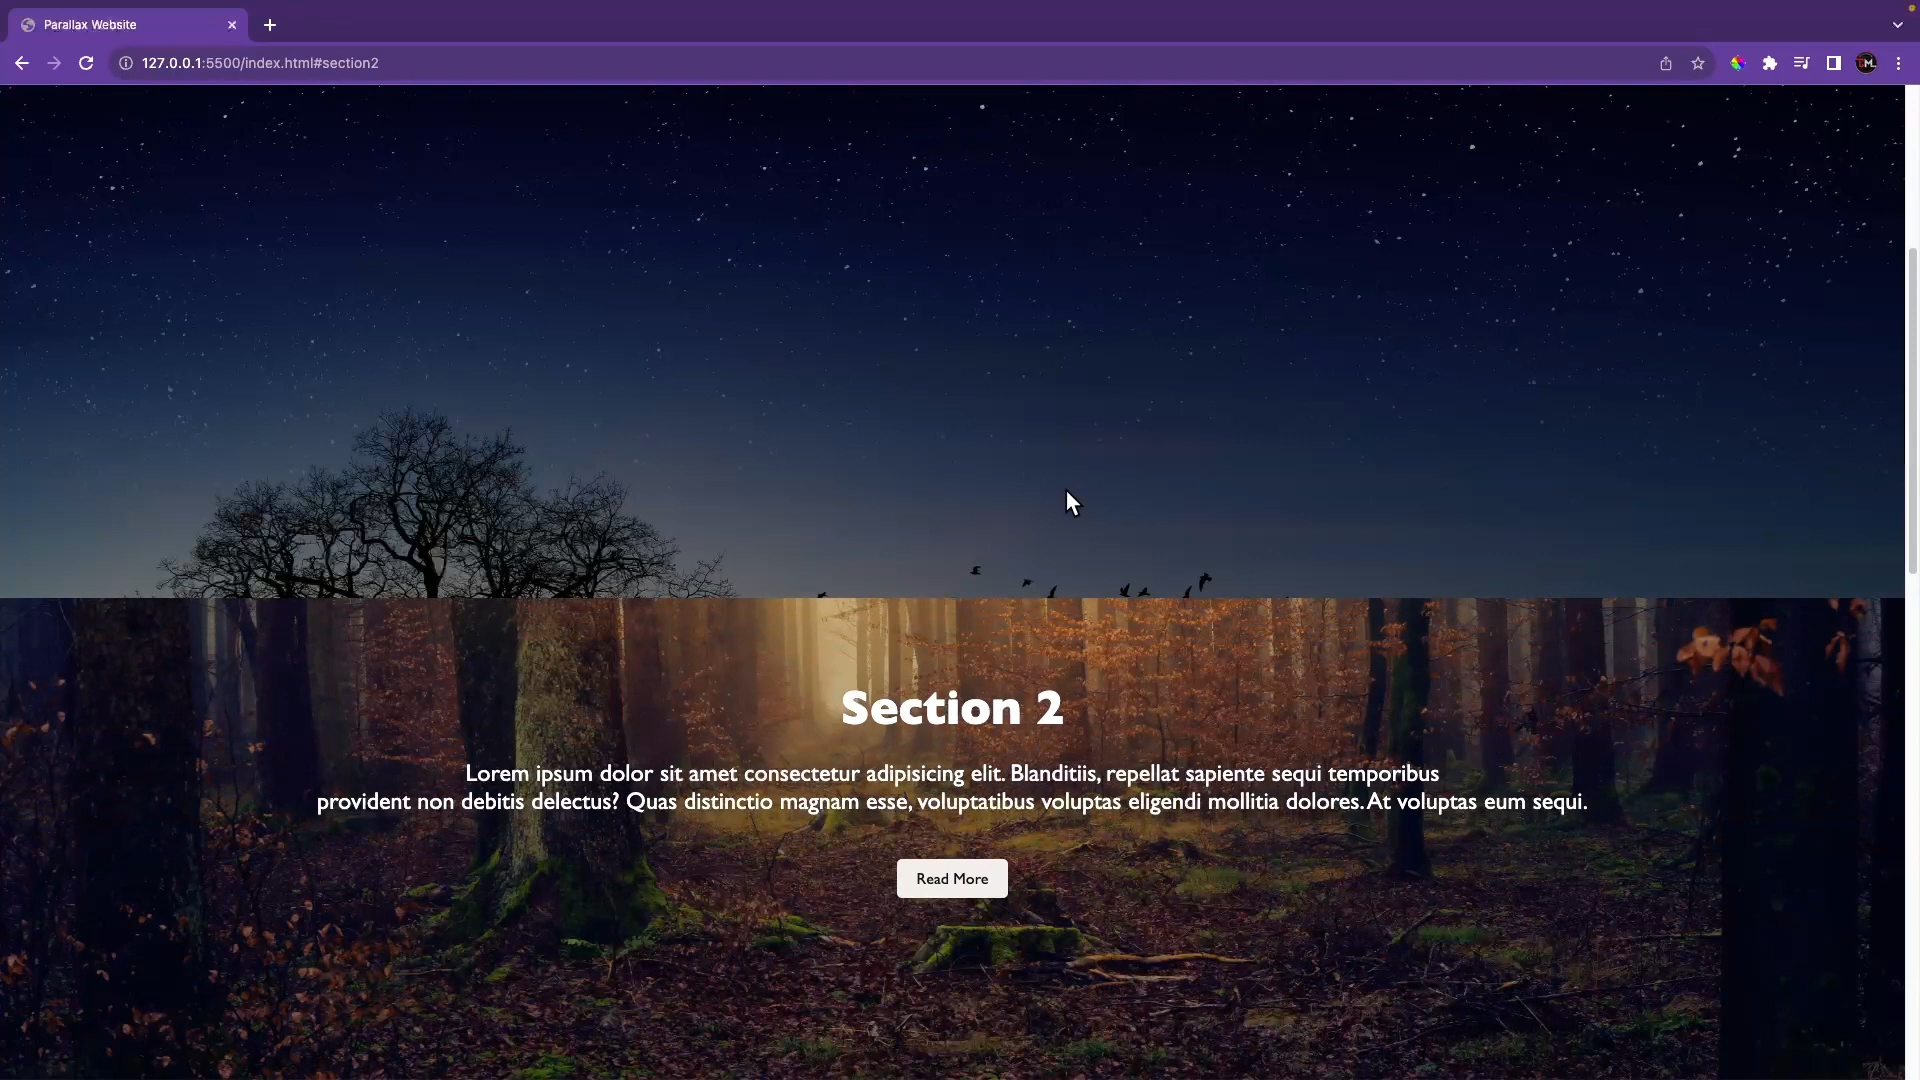 Parallax Website
127.0.0.1:5500/index.html#section2
Section 2
Lorem ipsum dolor sit amet consectetur adipisicing elit. Blanditiis, repellat sapiente sequi temporibus
provident non debitis delectus? Quas distinctio magnam esse, voluptatibus voluptas eligendi mollitia dolores. At voluptas eum sequi.
Read More